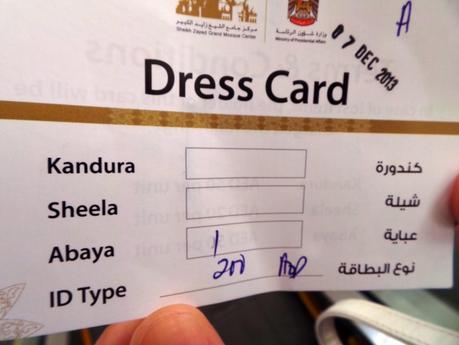 مركز جامع الشيخ زايد الكبير
Sheikh Zayed Grand Mosque Center
وزارة شؤون الرئاسة
Ministry of Presidential Affairs
A
07 DEC 2013
Dress Card
Kandura كندورة
Sheela شيلة
Abaya 1 عباية
ID Type 200 نوع البطاقة